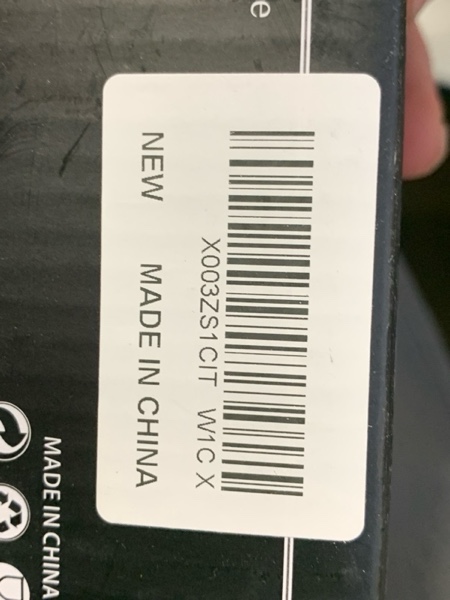 X003ZS1CIT W1C X
NEW MADE IN CHINA
MADE IN CHINA